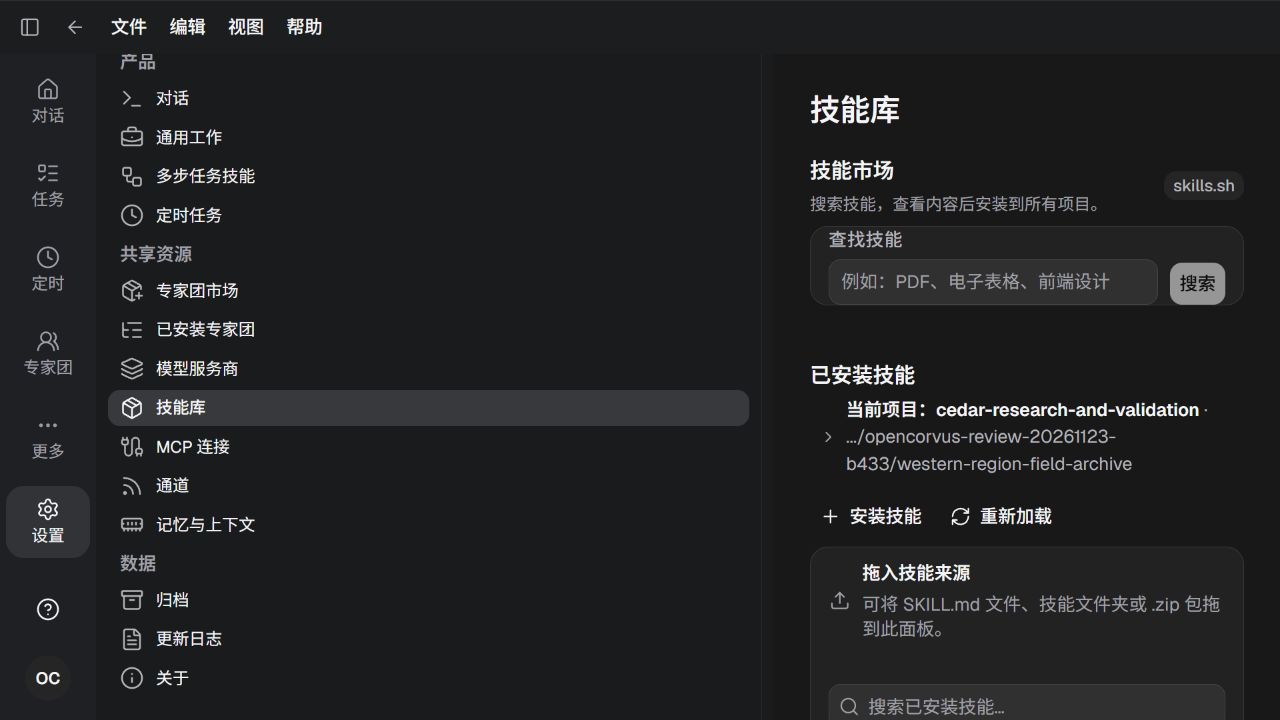 文件 编辑 视图 帮助
对话
任务
定时
专家团
更多
设置
OC
产品
对话
通用工作
多步任务技能
定时任务
共享资源
专家团市场
已安装专家团
模型服务商
技能库
MCP 连接
通道
记忆与上下文
数据
归档
更新日志
关于
技能库
技能市场
搜索技能，查看内容后安装到所有项目。
skills.sh
查找技能
例如：PDF、电子表格、前端设计
搜索
已安装技能
当前项目：cedar-research-and-validation ·
.../opencorvus-review-20261123-
b433/western-region-field-archive
安装技能 重新加载
拖入技能来源
可将 SKILL.md 文件、技能文件夹或 .zip 包拖
到此面板。
搜索已安装技能...